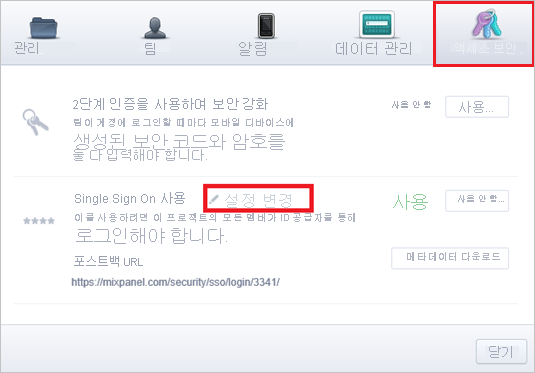 관리
팀
알림
데이터 관리
액세스 보안
2단계 인증을 사용하여 보안 강화
팀이 계정에 로그인할 때마다 모바일 디바이스에
생성된 보안 코드와 암호를
둘 다 입력해야 합니다.
사용 안 함
사용...
Single Sign On 사용
설정 변경
사용
사용 안 함...
이를 사용하려면 이 프로젝트의 모든 멤버가 ID 공급자를 통해
로그인해야 합니다.
포스트백 URL
메타데이터 다운로드
https://mixpanel.com/security/sso/login/3341/
닫기